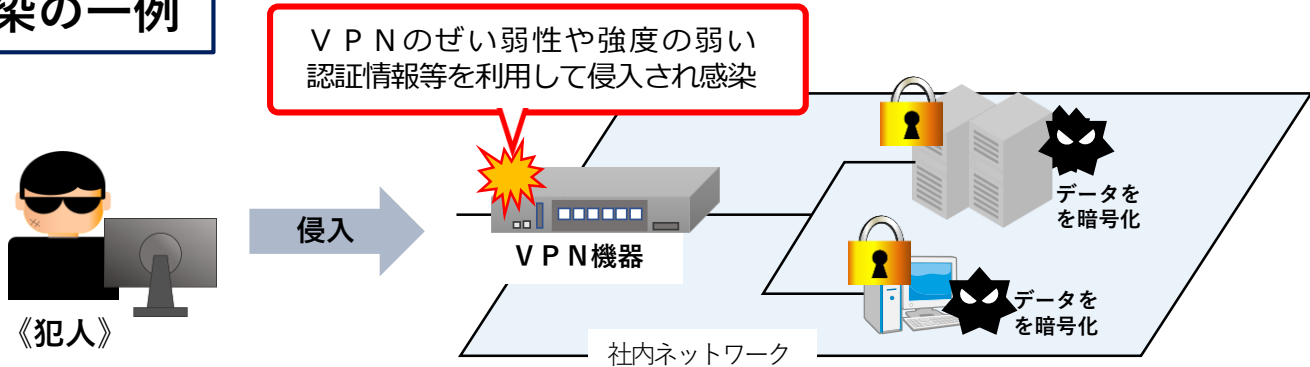 染の一例
ＶＰＮのぜい弱性や強度の弱い
認証情報等を利用して侵入され感染
侵入
ＶＰＮ機器
データを
を暗号化
データを
を暗号化
《犯人》
社内ネットワーク